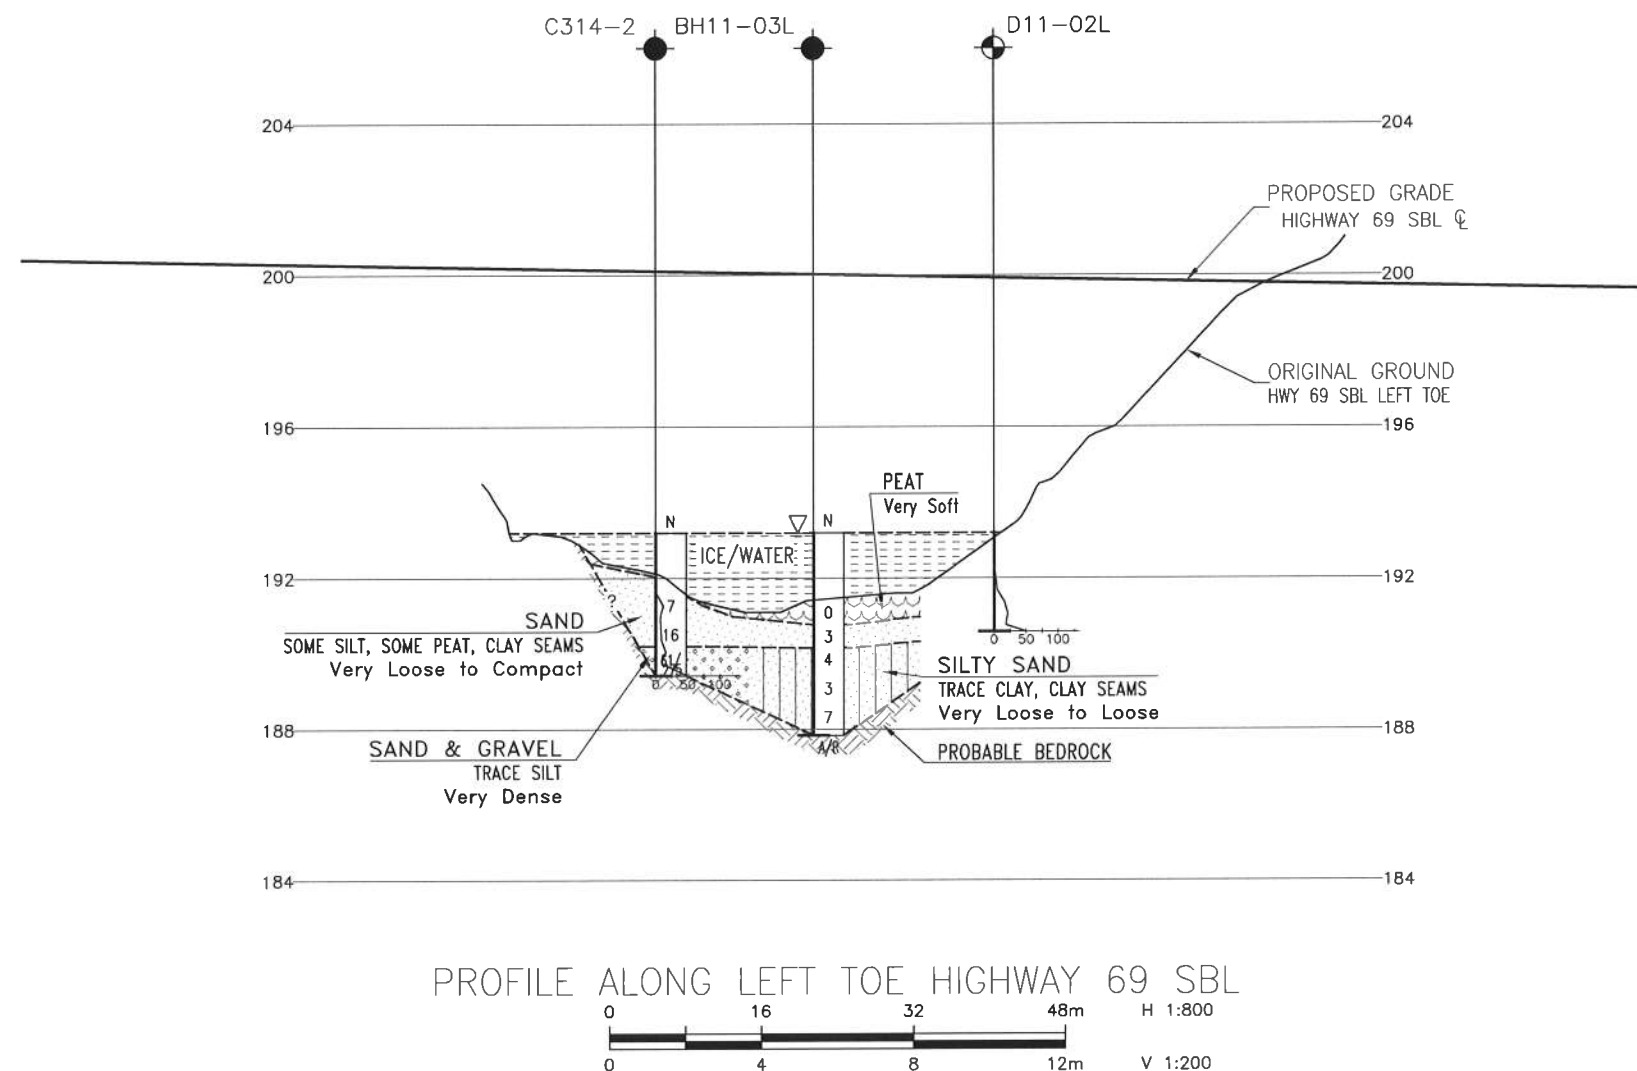 C314-2 BH11-03L D11-02L
204 204
PROPOSED GRADE
HIGHWAY 69 SBL ℄
200 200
ORIGINAL GROUND
HWY 69 SBL LEFT TOE
196 196
PEAT
Very Soft
N N
ICE/WATER
192 192
7 0
16 3
4
3
7
A/R
?
0 50 100
0 50 100
SAND
SOME SILT, SOME PEAT, CLAY SEAMS
Very Loose to Compact
SILTY SAND
TRACE CLAY, CLAY SEAMS
Very Loose to Loose
188 188
SAND & GRAVEL
TRACE SILT
Very Dense
PROBABLE BEDROCK
184 184
PROFILE ALONG LEFT TOE HIGHWAY 69 SBL
0 16 32 48m H 1:800
0 4 8 12m V 1:200